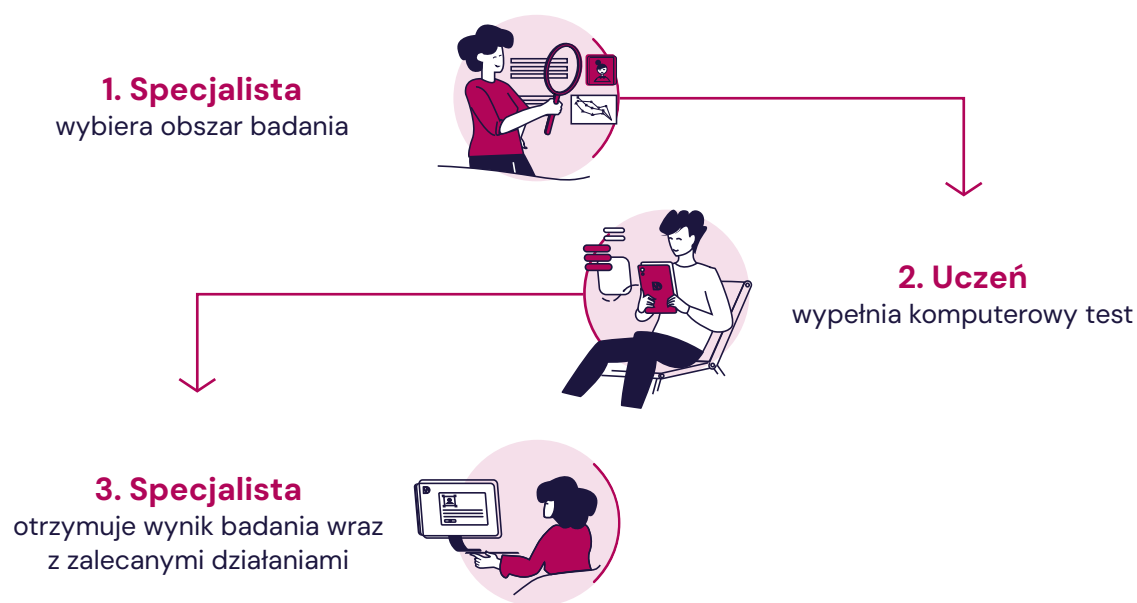 1. Specjalista
wybiera obszar badania
2. Uczeń
wypełnia komputerowy test
3. Specjalista
otrzymuje wynik badania wraz
z zalecanymi działaniami